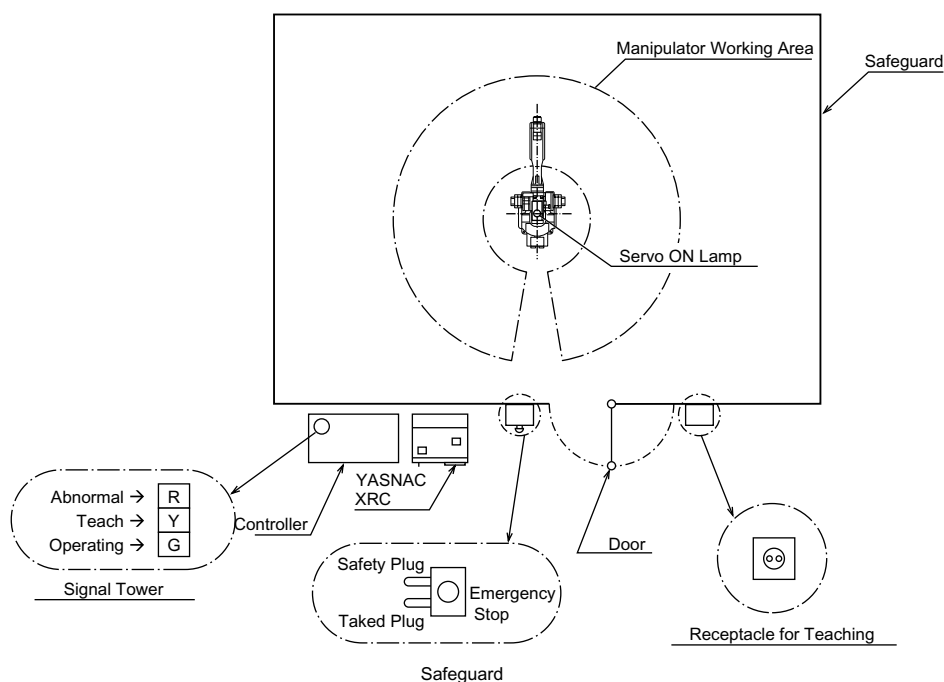 Manipulator Working Area
Safeguard
Servo ON Lamp
YASNAC
XRC
Abnormal → R
Teach → Y
Operating → G
Controller
Signal Tower
Safety Plug
Emergency
Stop
Taked Plug
Safeguard
Door
Receptacle for Teaching